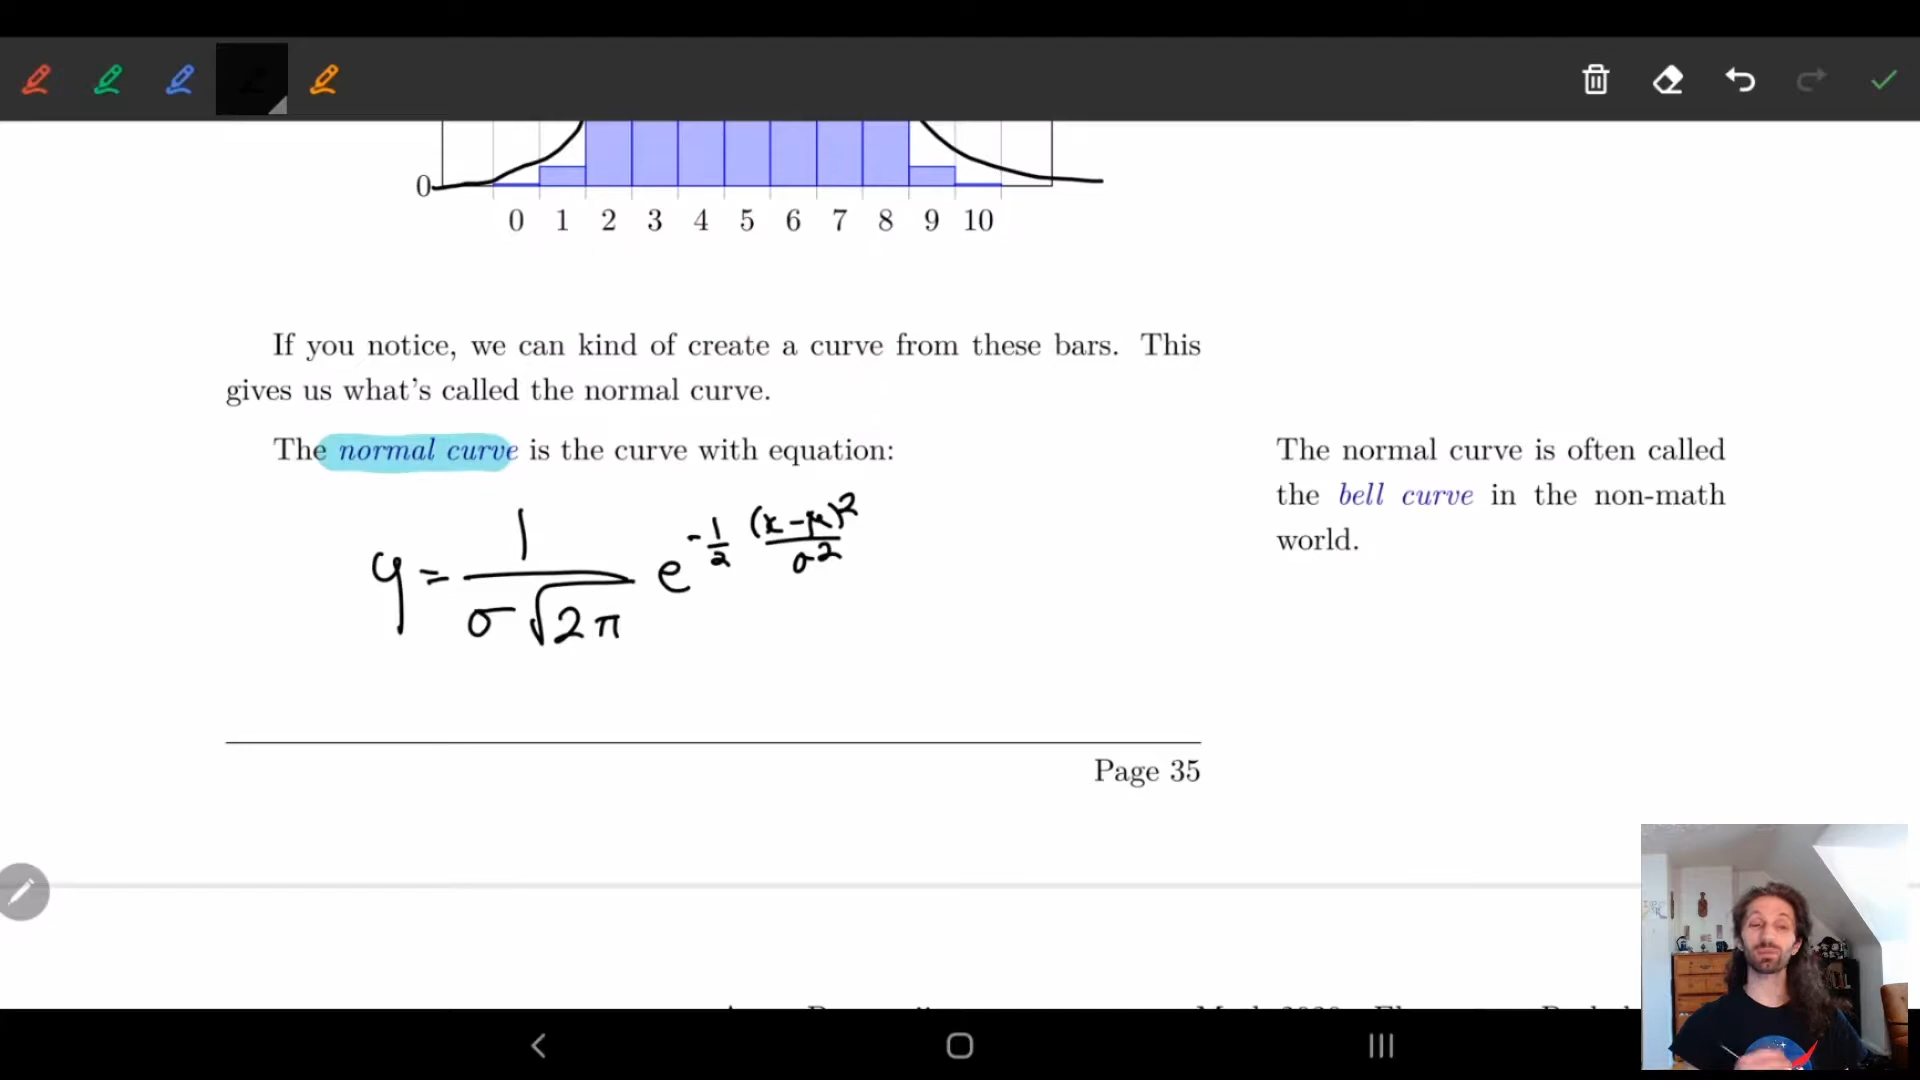 0
0 1 2 3 4 5 6 7 8 9 10
If you notice, we can kind of create a curve from these bars. This
gives us what's called the normal curve.
The normal curve is the curve with equation:
y = 1/(σ√2π) e^(-1/2 (x-μ)²/σ²)
The normal curve is often called
the bell curve in the non-math
world.
Page 35